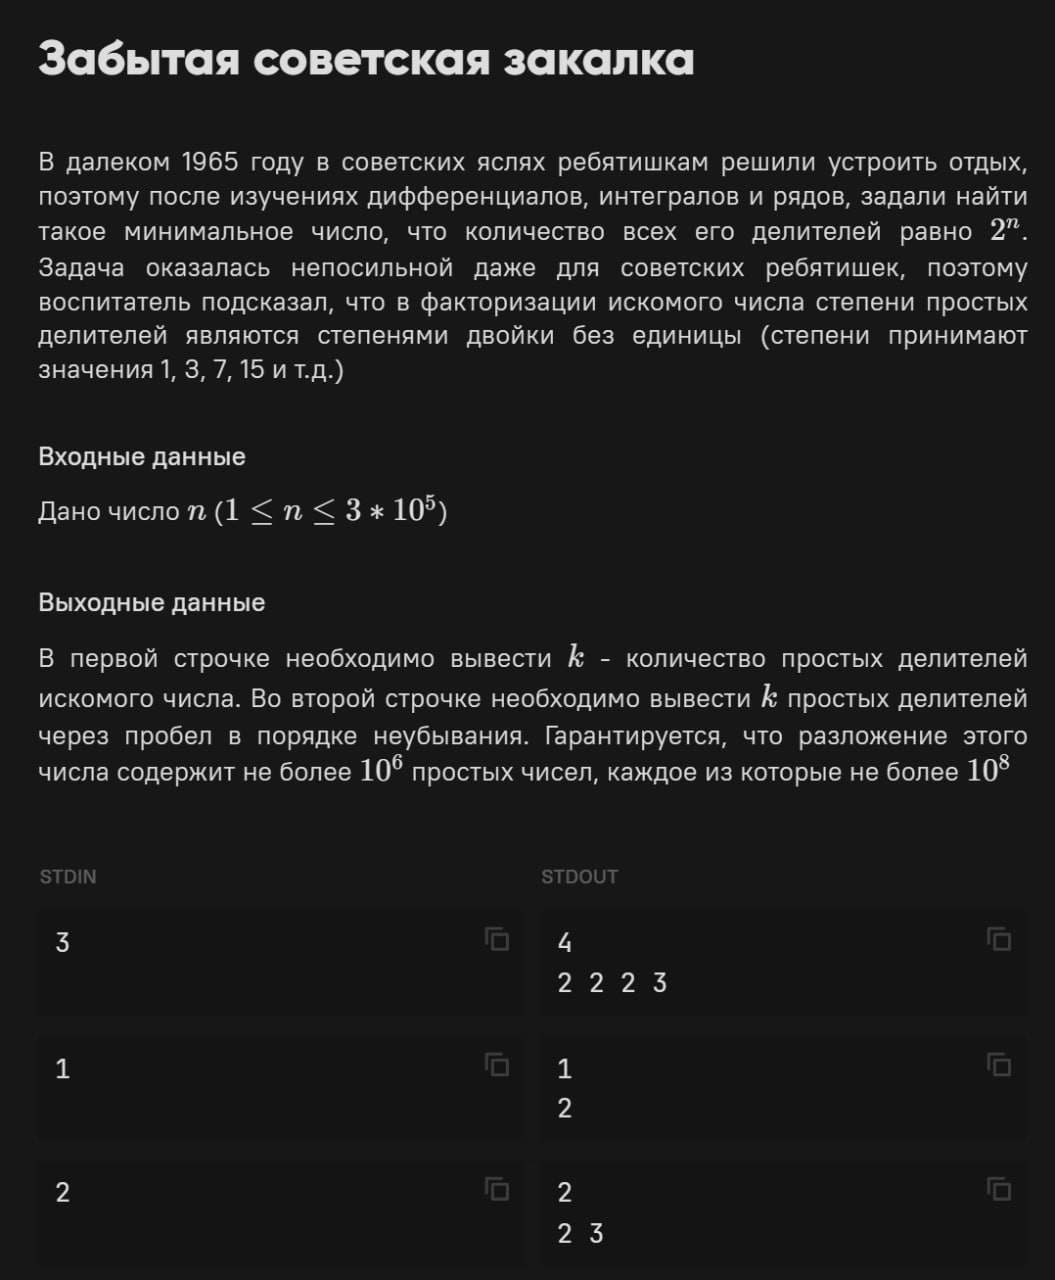 Забытая советская закалка
В далеком 1965 году в советских яслях ребятишкам решили устроить отдых,
поэтому после изучениях дифференциалов, интегралов и рядов, задали найти
такое минимальное число, что количество всех его делителей равно 2^n.
Задача оказалась непосильной даже для советских ребятишек, поэтому
воспитатель подсказал, что в факторизации искомого числа степени простых
делителей являются степенями двойки без единицы (степени принимают
значения 1, 3, 7, 15 и т.д.)
Входные данные
Дано число n (1 ≤ n ≤ 3 * 10^5)
Выходные данные
В первой строчке необходимо вывести k - количество простых делителей
искомого числа. Во второй строчке необходимо вывести k простых делителей
через пробел в порядке неубывания. Гарантируется, что разложение этого
числа содержит не более 10^6 простых чисел, каждое из которые не более 10^8
STDIN STDOUT
3
4
2 2 2 3
1
1
2
2
2
2 3